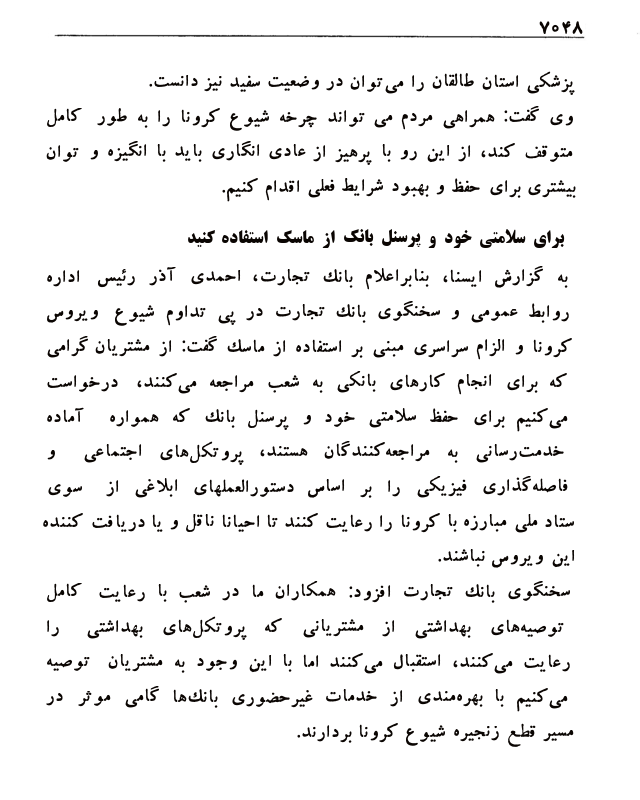 ۷۰۴۸
پزشکی استان طالقان را می‌توان در وضعیت سفید نیز دانست.
وی گفت: همراهی مردم می تواند چرخه شیوع کرونا را به طور کامل
متوقف کند، از این رو با پرهیز از عادی انگاری باید با انگیزه و توان
بیشتری برای حفظ و بهبود شرایط فعلی اقدام کنیم.
برای سلامتی خود و پرسنل بانک از ماسک استفاده کنید
به گزارش ایسنا، بنابراعلام بانك تجارت، احمدی آذر رئیس اداره
روابط عمومی و سخنگوی بانك تجارت در پی تداوم شیوع ویروس
کرونا و الزام سراسری مبنی بر استفاده از ماسك گفت: از مشتریان گرامی
که برای انجام کارهای بانکی به شعب مراجعه می‌کنند، درخواست
می‌کنیم برای حفظ سلامتی خود و پرسنل بانك که همواره آماده
خدمت‌رسانی به مراجعه‌کنندگان هستند، پروتکل‌های اجتماعی و
فاصله‌گذاری فیزیکی را بر اساس دستورالعملهای ابلاغی از سوی
ستاد ملی مبارزه با کرونا را رعایت کنند تا احیانا ناقل و یا دریافت کننده
این ویروس نباشند.
سخنگوی بانك تجارت افزود: همکاران ما در شعب با رعایت کامل
توصیه‌های بهداشتی از مشتریانی که پروتکل‌های بهداشتی را
رعایت می‌کنند، استقبال می‌کنند اما با این وجود به مشتریان توصیه
می‌کنیم با بهره‌مندی از خدمات غیرحضوری بانك‌ها گامی موثر در
مسیر قطع زنجیره شیوع کرونا بردارند.